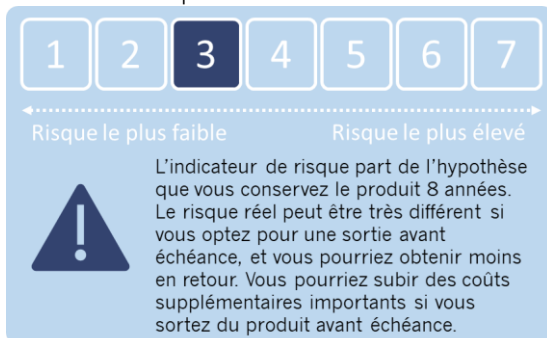 1 2 3 4 5 6 7
Risque le plus faible Risque le plus élevé
L'indicateur de risque part de l'hypothèse
que vous conservez le produit 8 années.
Le risque réel peut être très différent si
vous optez pour une sortie avant
échéance, et vous pourriez obtenir moins
en retour. Vous pourriez subir des coûts
supplémentaires importants si vous
sortez du produit avant échéance.